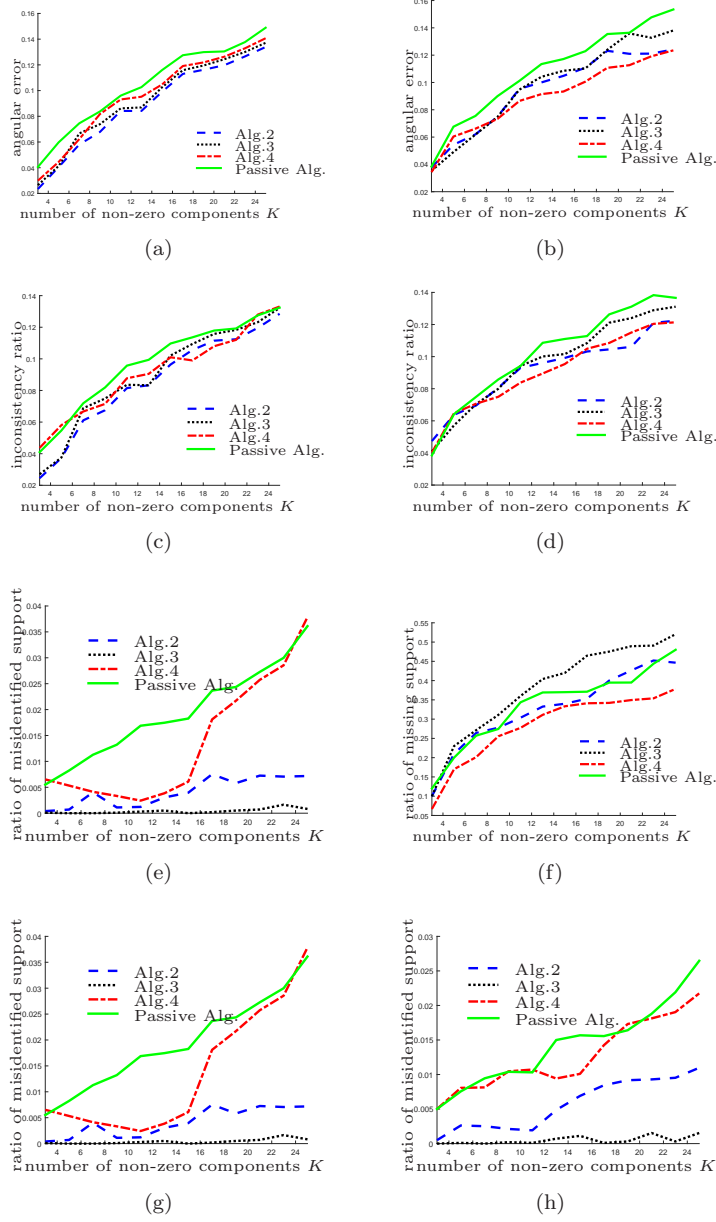 0.16
0.14
0.12
0.1
0.08
0.06
0.04
0.02
angular error
Alg.2
Alg.3
Alg.4
Passive Alg.
4 6 8 10 12 14 16 18 20 22 24
number of non-zero components K
(a)
0.16
0.14
0.12
0.1
0.08
0.06
0.04
0.02
angular error
Alg.2
Alg.3
Alg.4
Passive Alg.
4 6 8 10 12 14 16 18 20 22 24
number of non-zero components K
(b)
0.14
0.12
0.1
0.08
0.06
0.04
0.02
inconsistency ratio
Alg.2
Alg.3
Alg.4
Passive Alg.
4 6 8 10 12 14 16 18 20 22 24
number of non-zero components K
(c)
0.14
0.12
0.1
0.08
0.06
0.04
0.02
inconsistency ratio
Alg.2
Alg.3
Alg.4
Passive Alg.
4 6 8 10 12 14 16 18 20 22 24
number of non-zero components K
(d)
0.04
0.035
0.03
0.025
0.02
0.015
0.01
0.005
0
ratio of misidentified support
Alg.2
Alg.3
Alg.4
Passive Alg.
4 6 8 10 12 14 16 18 20 22 24
number of non-zero components K
(e)
0.55
0.5
0.45
0.4
0.35
0.3
0.25
0.2
0.15
0.1
0.05
ratio of missing support
Alg.2
Alg.3
Alg.4
Passive Alg.
4 6 8 10 12 14 16 18 20 22 24
number of non-zero components K
(f)
0.04
0.035
0.03
0.025
0.02
0.015
0.01
0.005
0
ratio of misidentified support
Alg.2
Alg.3
Alg.4
Passive Alg.
4 6 8 10 12 14 16 18 20 22 24
number of non-zero components K
(g)
0.03
0.025
0.02
0.015
0.01
0.005
0
ratio of misidentified support
Alg.2
Alg.3
Alg.4
Passive Alg.
4 6 8 10 12 14 16 18 20 22 24
number of non-zero components K
(h)